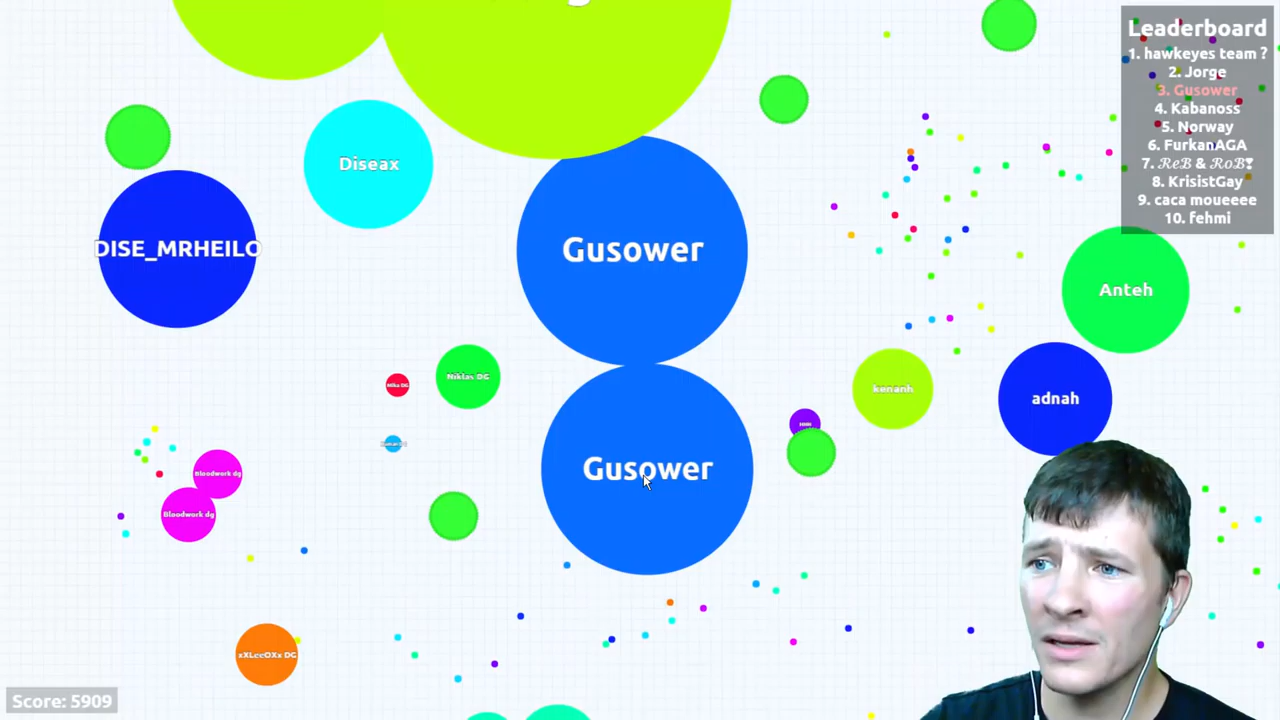 Leaderboard
1. hawkeyes team ?
2. Jorge
3. Gusower
4. Kabanoss
5. Norway
6. FurkanAGA
7. ℛℯℬ & ℛℴℬ❣
8. KrisistGay
9. caca moueeee
10. fehmi
Diseax
DISE_MRHEILO
Gusower
Anteh
Niklas DG
kenanh
adnah
Gusower
Bloodwork dg
Bloodwork dg
xXLeeOXx DG
Score: 5909